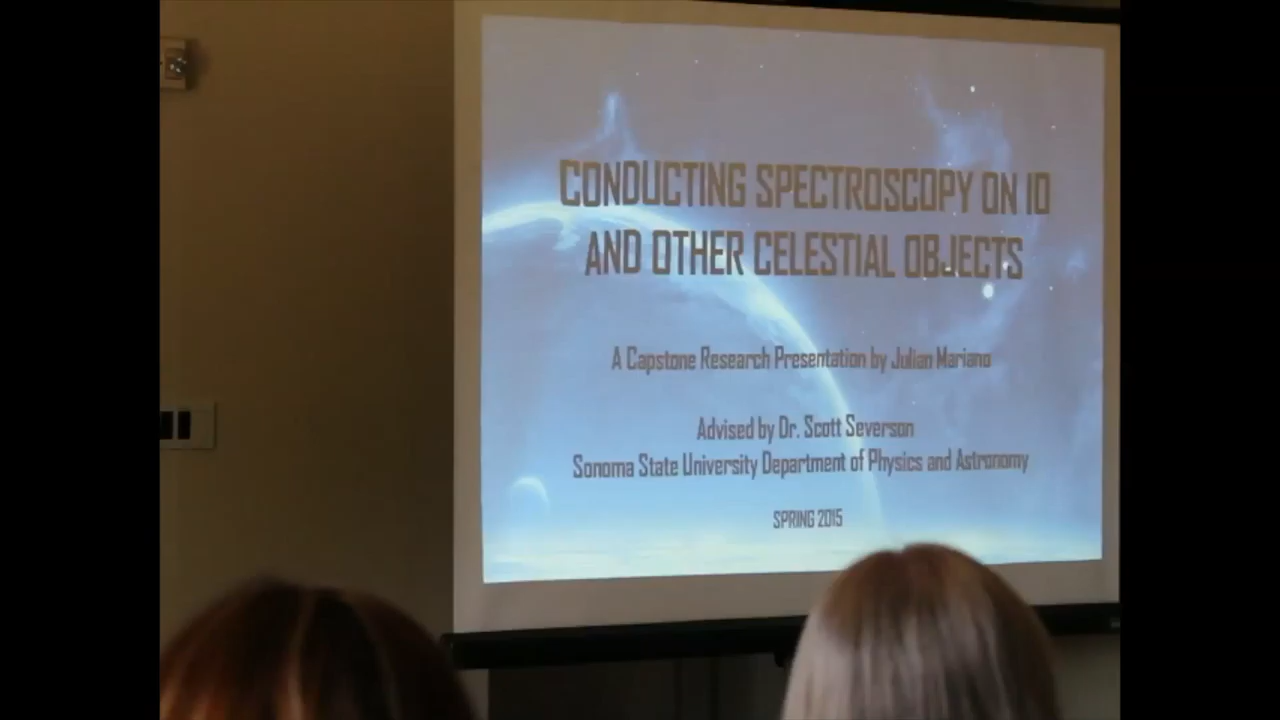 CONDUCTING SPECTROSCOPY ON IO
AND OTHER CELESTIAL OBJECTS
A Capstone Research Presentation by Julian Mariano
Advised by Dr. Scott Severson
Sonoma State University Department of Physics and Astronomy
SPRING 2015